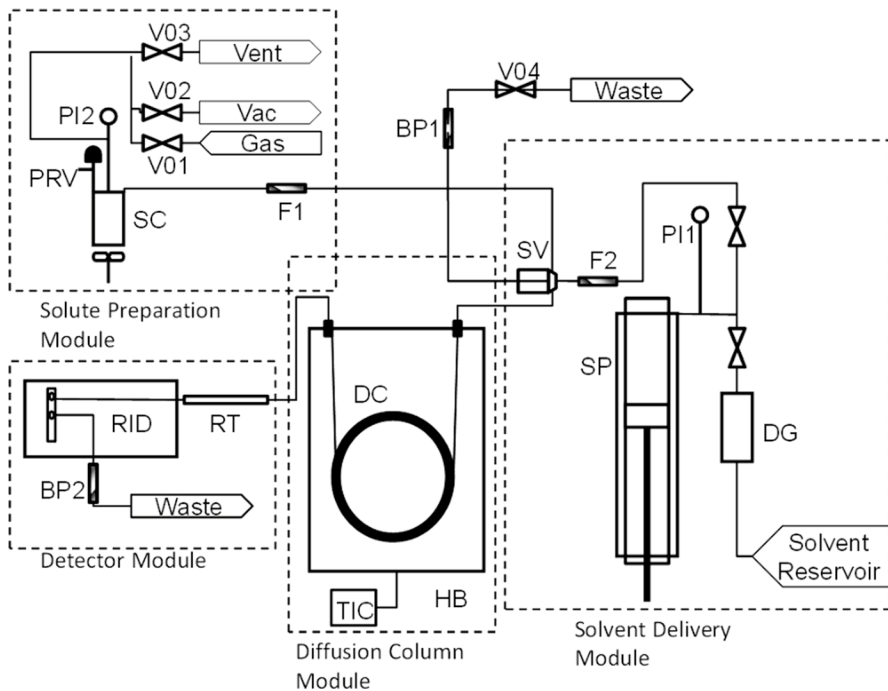 V03
Vent
V02
Vac
PI2
Gas
V01
PRV
SC
F1
Solute Preparation
Module
V04
Waste
BP1
SV
F2
PI1
SP
DG
Solvent
Reservoir
Solvent Delivery
Module
DC
TIC
HB
Diffusion Column
Module
RID
RT
BP2
Waste
Detector Module